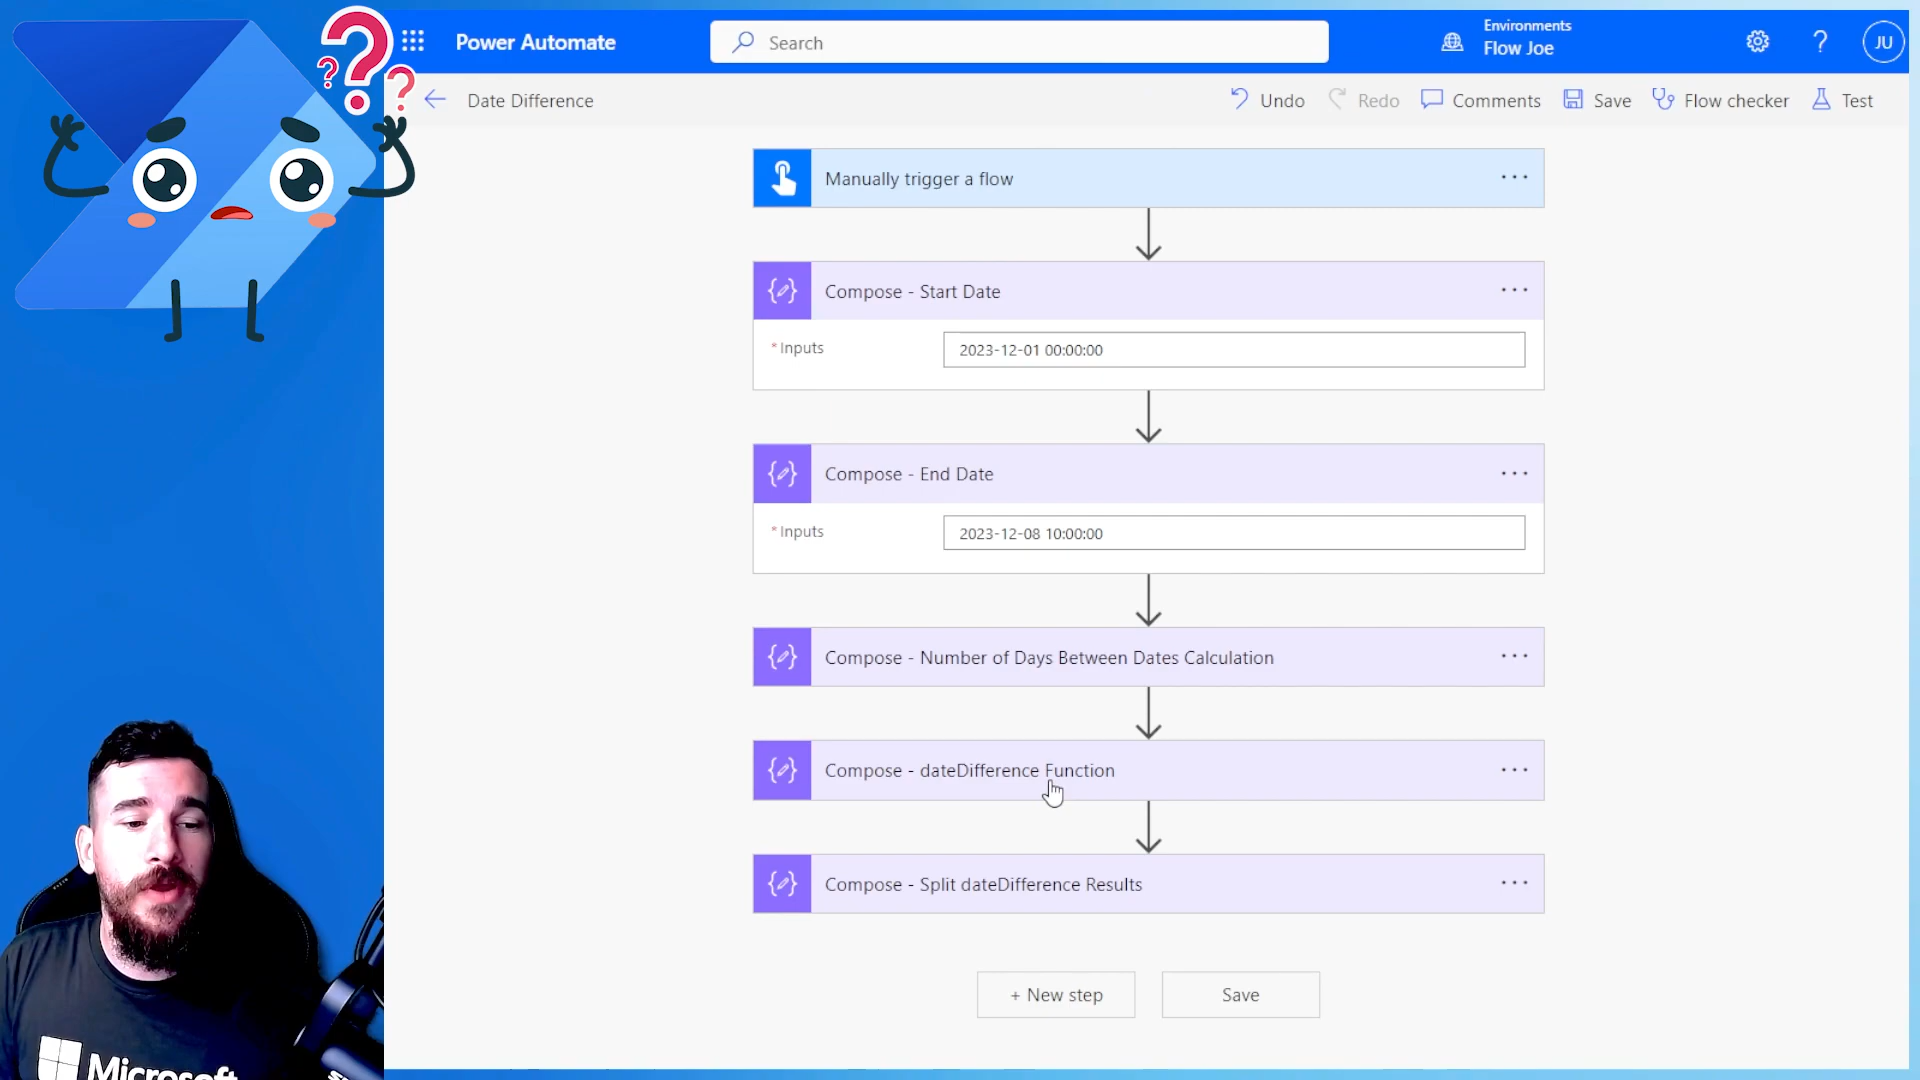 Power Automate
Search
Environments
Flow Joe
?
JU
Date Difference
Undo
Redo
Comments
Save
Flow checker
Test
Manually trigger a flow
Compose - Start Date
* Inputs
2023-12-01 00:00:00
Compose - End Date
* Inputs
2023-12-08 10:00:00
Compose - Number of Days Between Dates Calculation
Compose - dateDifference Function
Compose - Split dateDifference Results
+ New step
Save
???
Microsoft